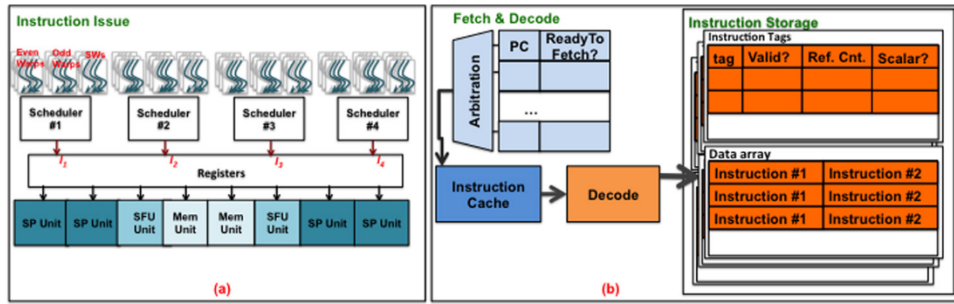 Instruction Issue
Even Warps
Odd Warps
SWs
Scheduler #1
Scheduler #2
Scheduler #3
Scheduler #4
I1
I2
I3
I4
Registers
SP Unit
SP Unit
SFU Unit
Mem Unit
Mem Unit
SFU Unit
SP Unit
SP Unit
(a)
Fetch & Decode
Arbitration
PC
ReadyTo Fetch?
...
Instruction Cache
Decode
(b)
Instruction Storage
Instruction Tags
tag Valid? Ref. Cnt. Scalar?
Data array
Instruction #1 Instruction #2
Instruction #1 Instruction #2
Instruction #1 Instruction #2